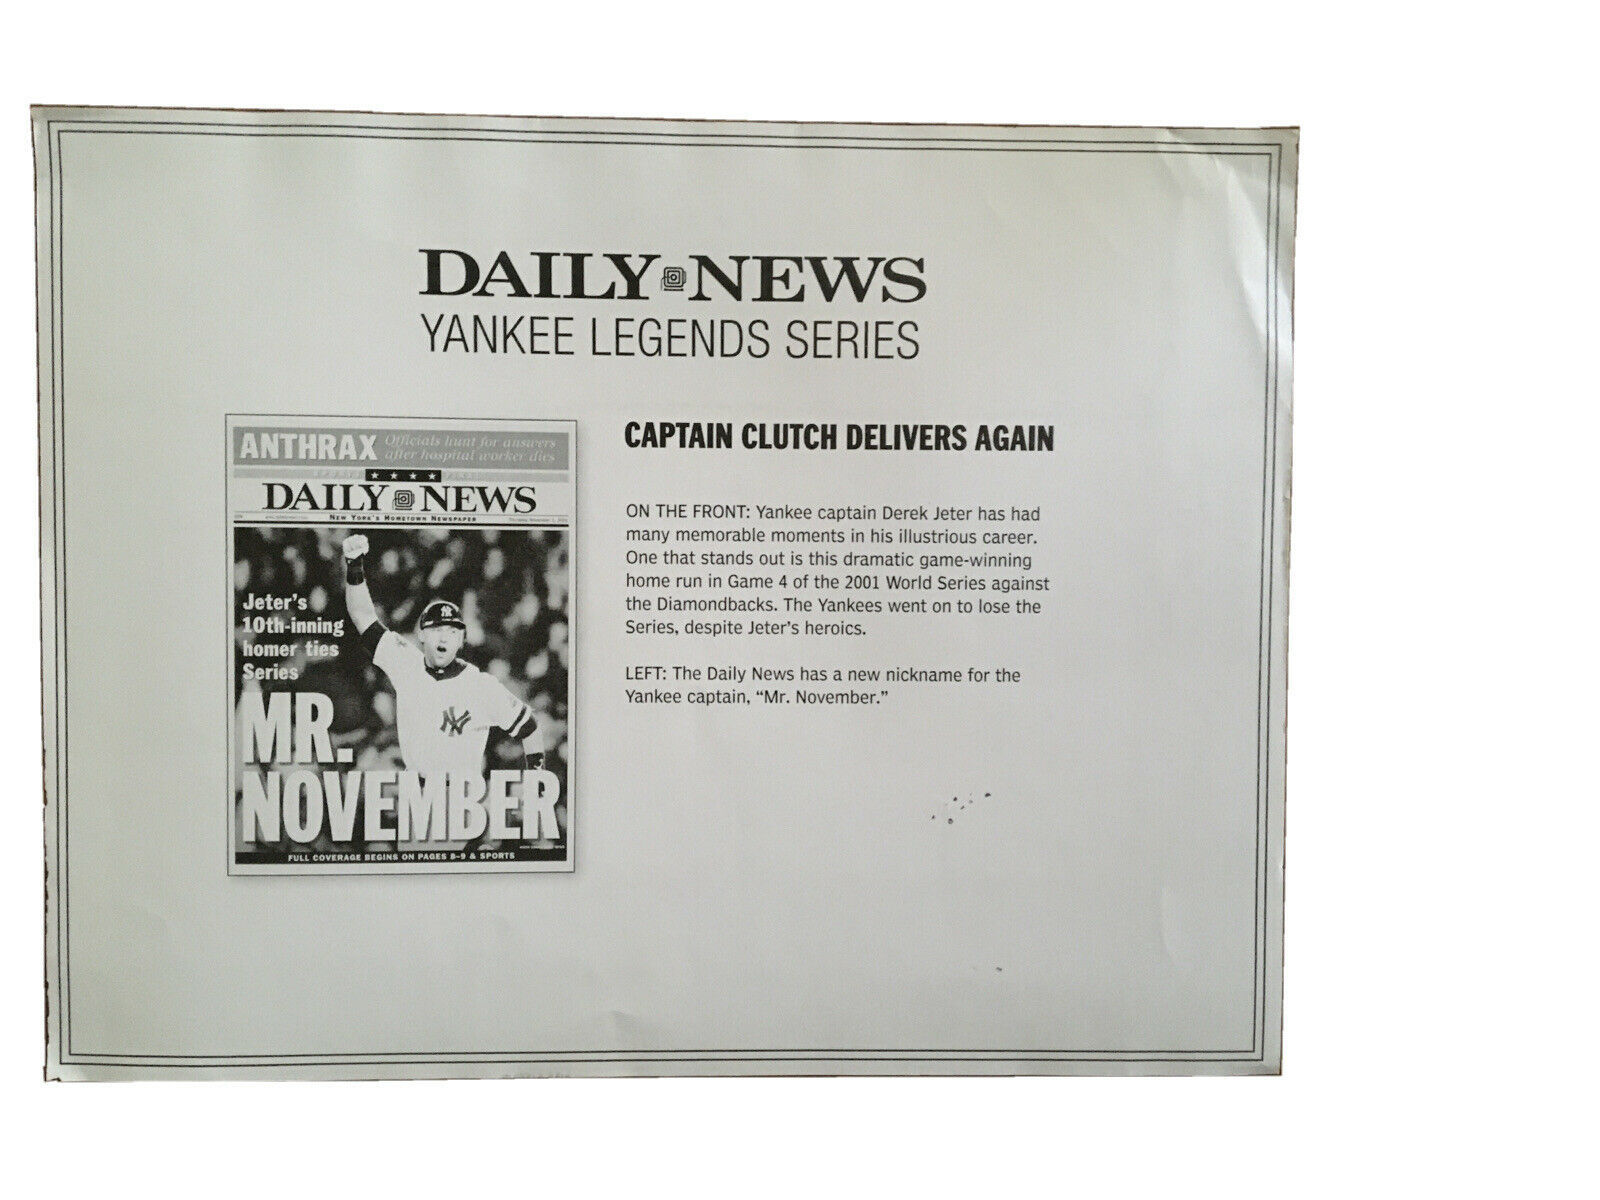 DAILY NEWS
YANKEE LEGENDS SERIES
ANTHRAX Officials hunt for answers
after hospital worker dies
DAILY NEWS
NEW YORK'S HOMETOWN NEWSPAPER
Jeter's
10th-inning
homer ties
Series
MR.
NOVEMBER
FULL COVERAGE BEGINS ON PAGES 8-9 & SPORTS
CAPTAIN CLUTCH DELIVERS AGAIN
ON THE FRONT: Yankee captain Derek Jeter has had
many memorable moments in his illustrious career.
One that stands out is this dramatic game-winning
home run in Game 4 of the 2001 World Series against
the Diamondbacks. The Yankees went on to lose the
Series, despite Jeter's heroics.
LEFT: The Daily News has a new nickname for the
Yankee captain, “Mr. November.”